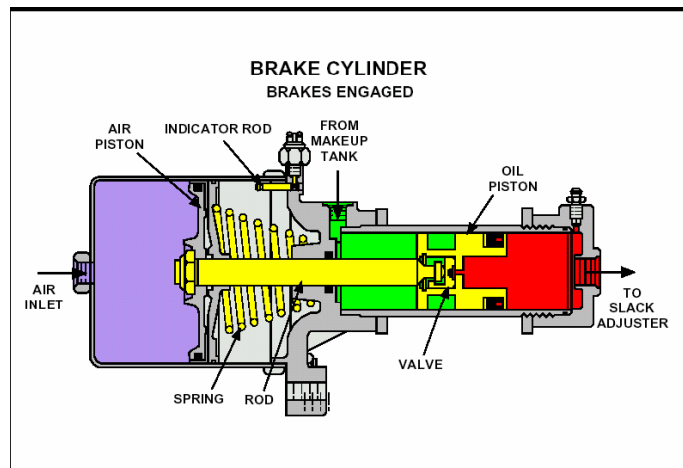 BRAKE CYLINDER
BRAKES ENGAGED
AIR
PISTON
INDICATOR ROD
FROM
MAKEUP
TANK
OIL
PISTON
AIR
INLET
TO
SLACK
ADJUSTER
VALVE
SPRING
ROD